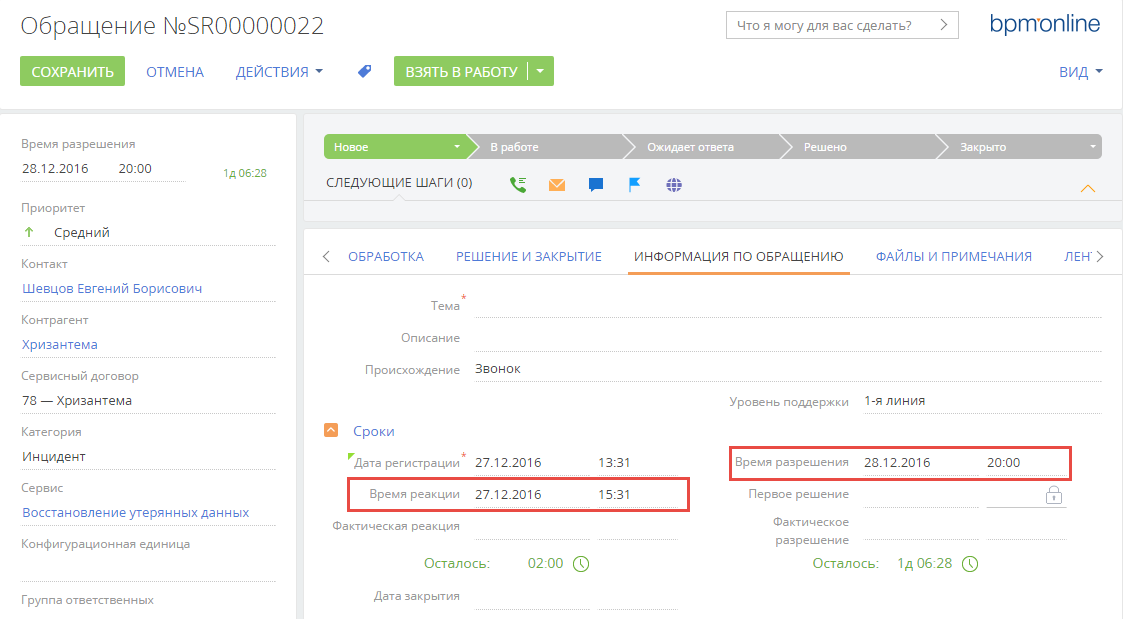 Обращение №SR00000022
Что я могу для вас сделать?
bpm'online
СОХРАНИТЬ
ОТМЕНА
ДЕЙСТВИЯ
ВЗЯТЬ В РАБОТУ
ВИД
Время разрешения
28.12.2016 20:00 1д 06:28
Приоритет
Средний
Контакт
Шевцов Евгений Борисович
Контрагент
Хризантема
Сервисный договор
78 — Хризантема
Категория
Инцидент
Сервис
Восстановление утерянных данных
Конфигурационная единица
Группа ответственных
Новое
В работе
Ожидает ответа
Решено
Закрыто
СЛЕДУЮЩИЕ ШАГИ (0)
ОБРАБОТКА
РЕШЕНИЕ И ЗАКРЫТИЕ
ИНФОРМАЦИЯ ПО ОБРАЩЕНИЮ
ФАЙЛЫ И ПРИМЕЧАНИЯ
ЛЕН
Тема*
Описание
Происхождение Звонок
Уровень поддержки 1-я линия
Сроки
Дата регистрации* 27.12.2016 13:31
Время разрешения 28.12.2016 20:00
Время реакции 27.12.2016 15:31
Первое решение
Фактическая реакция
Фактическое
разрешение
Осталось: 02:00
Осталось: 1д 06:28
Дата закрытия